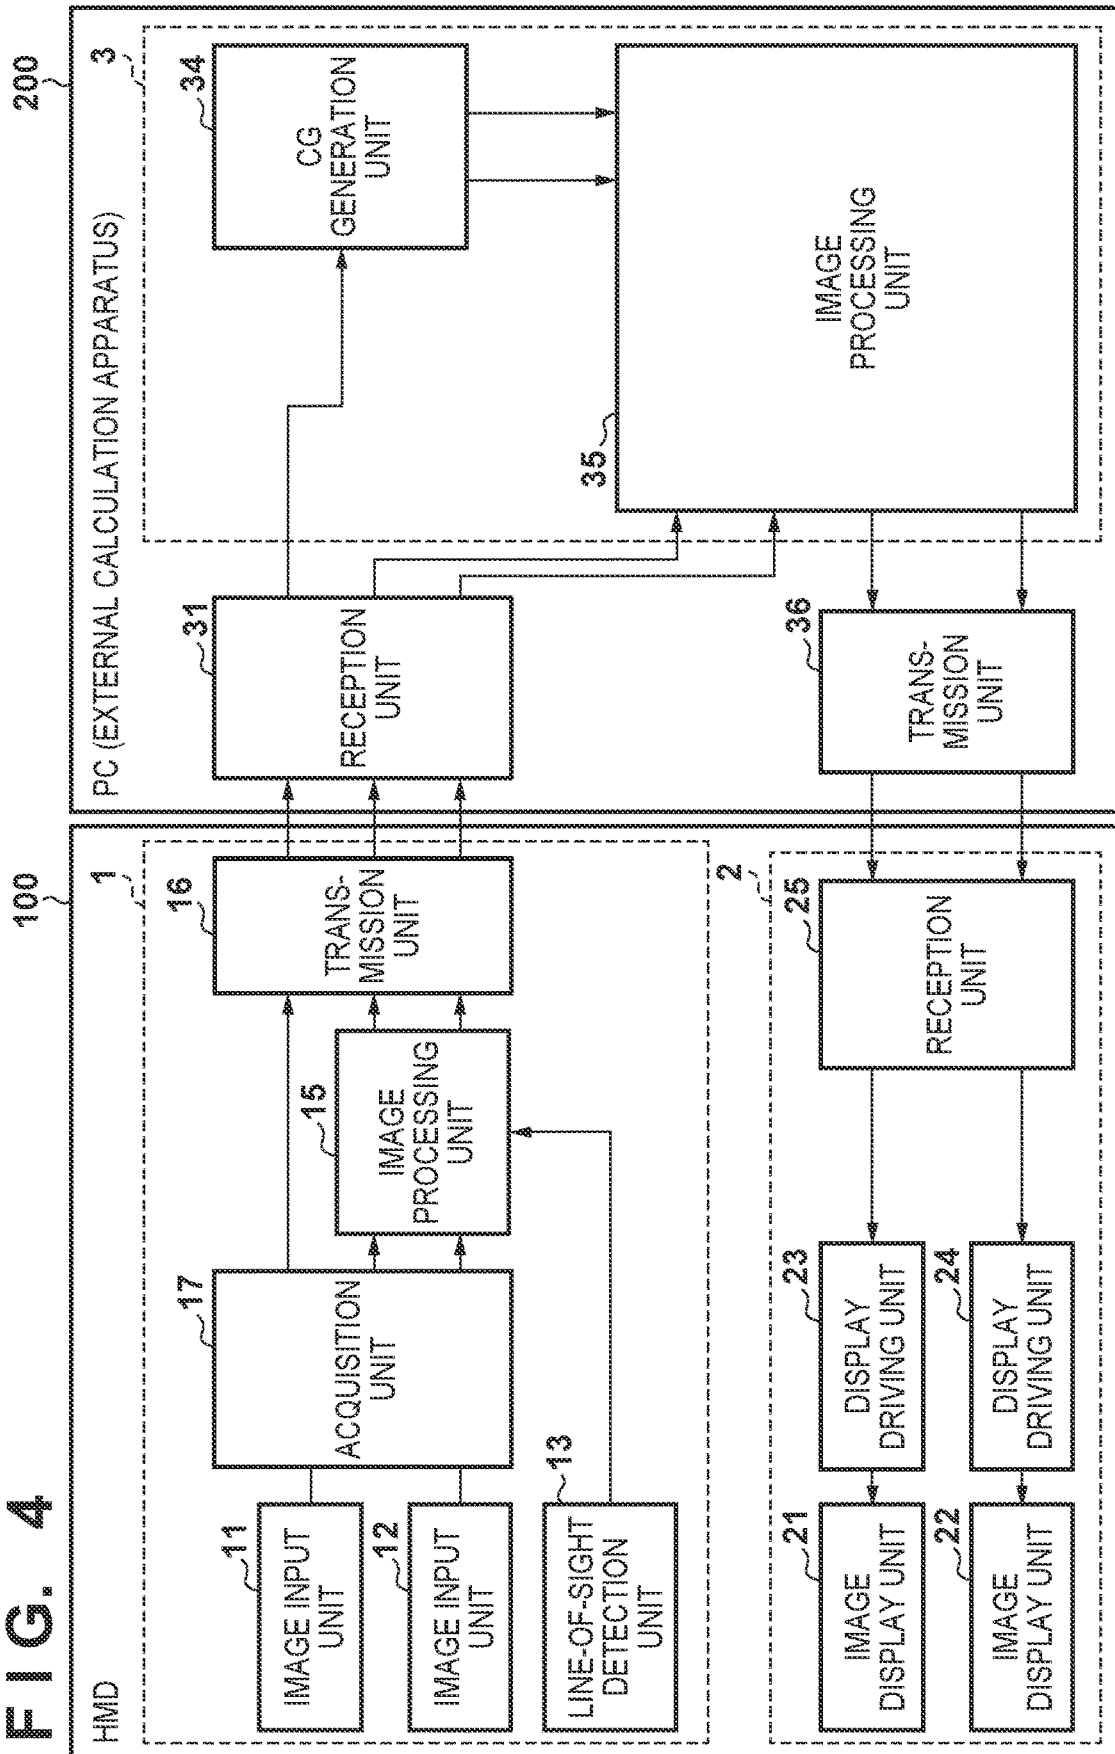 FIG. 4
HMD
100
1
11
IMAGE INPUT
UNIT
12
IMAGE INPUT
UNIT
13
LINE-OF-SIGHT
DETECTION
UNIT
17
ACQUISITION
UNIT
15
IMAGE
PROCESSING
UNIT
16
TRANS-
MISSION
UNIT
2
21
IMAGE
DISPLAY UNIT
22
IMAGE
DISPLAY UNIT
23
DISPLAY
DRIVING UNIT
24
DISPLAY
DRIVING UNIT
25
RECEPTION
UNIT
PC (EXTERNAL CALCULATION APPARATUS)
200
3
31
RECEPTION
UNIT
34
CG
GENERATION
UNIT
35
IMAGE
PROCESSING
UNIT
36
TRANS-
MISSION
UNIT